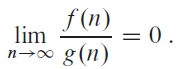 lim_{n→∞} f(n)/g(n) = 0 .